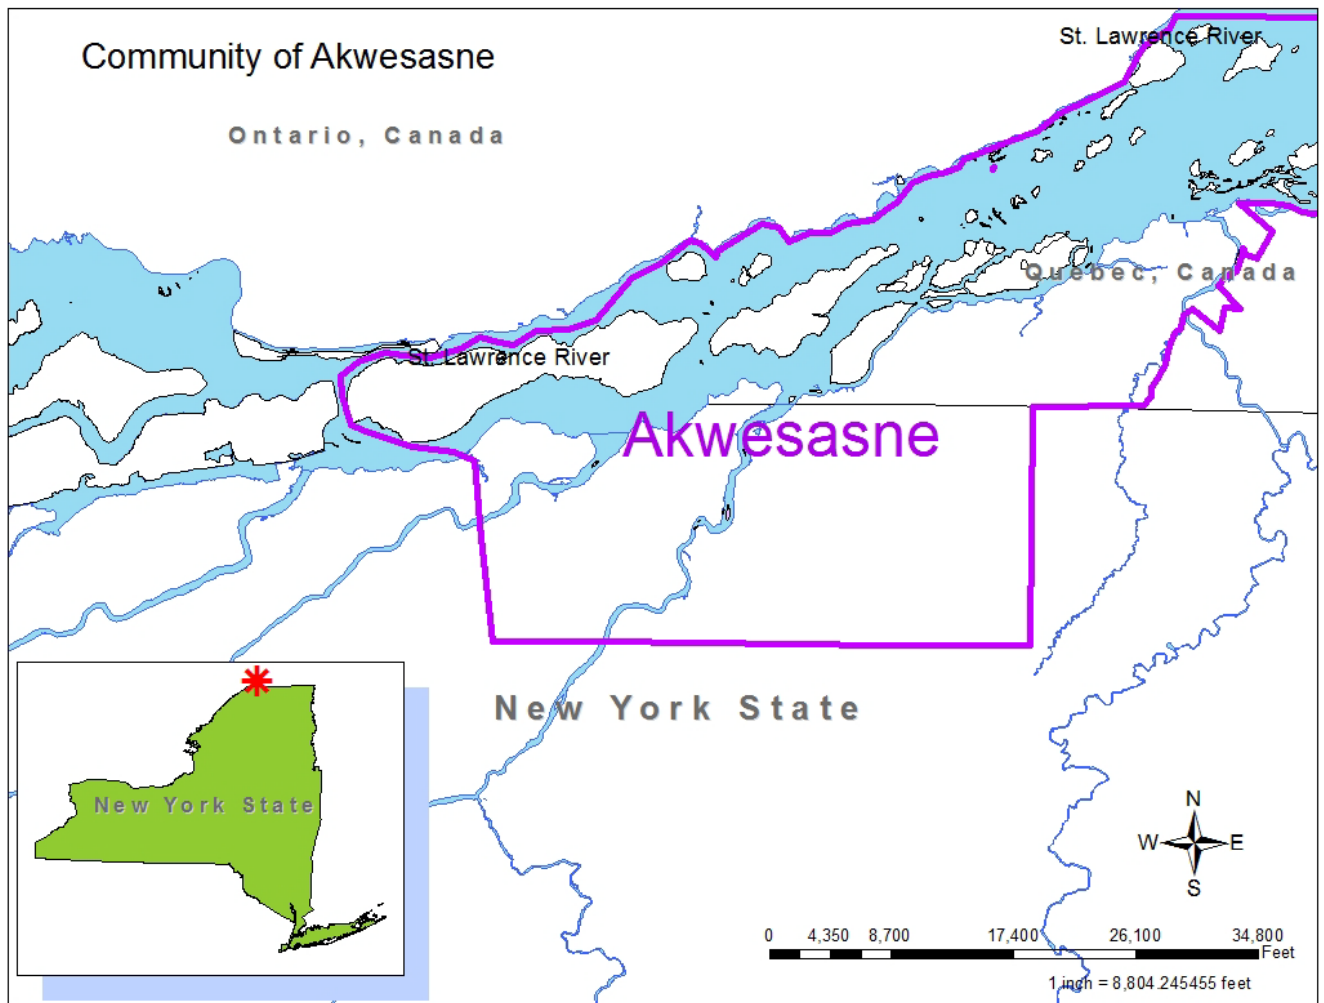 Community of Akwesasne
St. Lawrence River
Ontario, Canada
Quebec, Canada
St. Lawrence River
Akwesasne
New York State
New York State
N
W
E
S
0 4,350 8,700 17,400 26,100 34,800
Feet
1 inch = 8,804.245455 feet